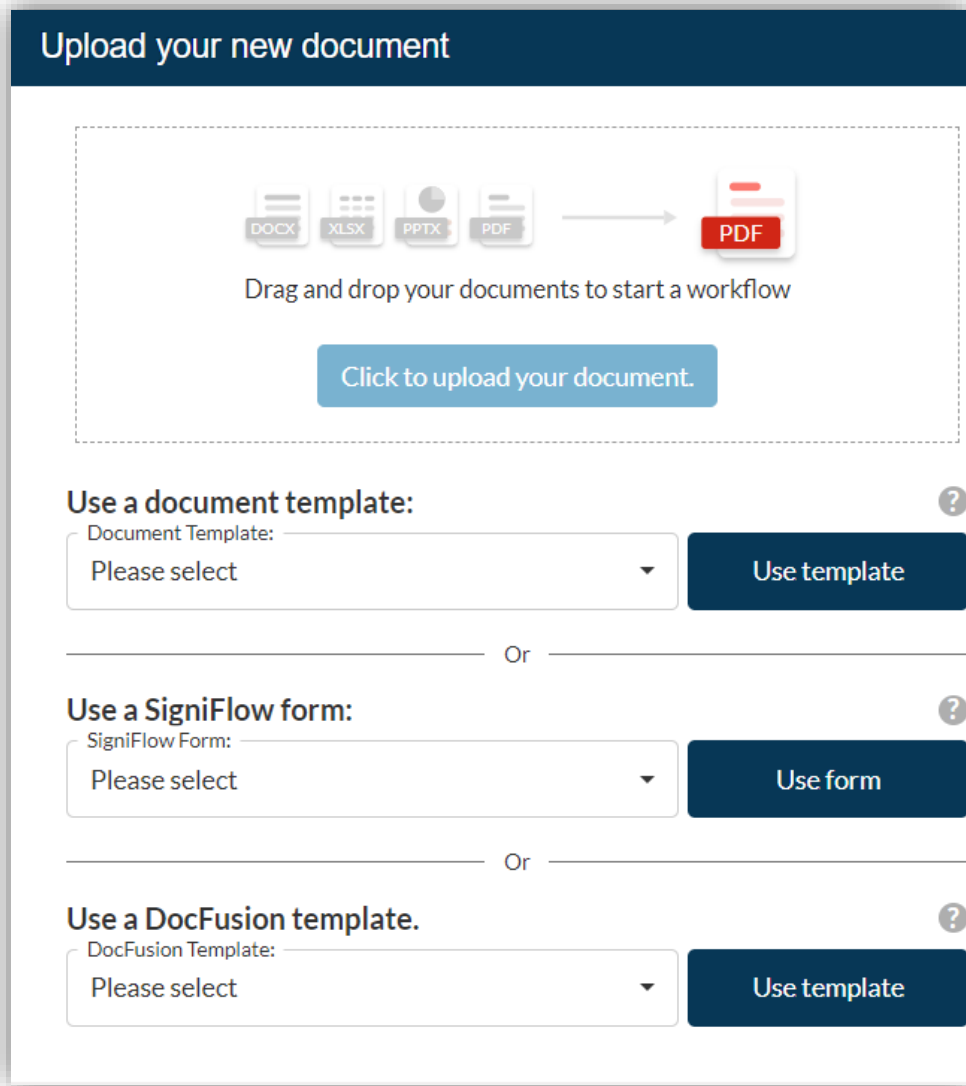 Upload your new document
DOCX XLSX PPTX PDF PDF
Drag and drop your documents to start a workflow
Click to upload your document.
Use a document template: ?
Document Template:
Please select Use template
Or
Use a SigniFlow form: ?
SigniFlow Form:
Please select Use form
Or
Use a DocFusion template. ?
DocFusion Template:
Please select Use template